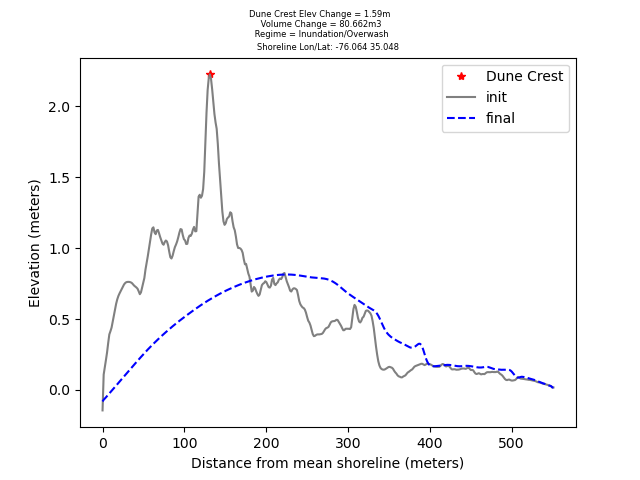 Dune Crest Elev Change = 1.59m
Volume Change = 80.662m3
Regime = Inundation/Overwash
Shoreline Lon/Lat: -76.064 35.048
Dune Crest
init
final
2.0
1.5
1.0
0.5
0.0
Elevation (meters)
0 100 200 300 400 500
Distance from mean shoreline (meters)